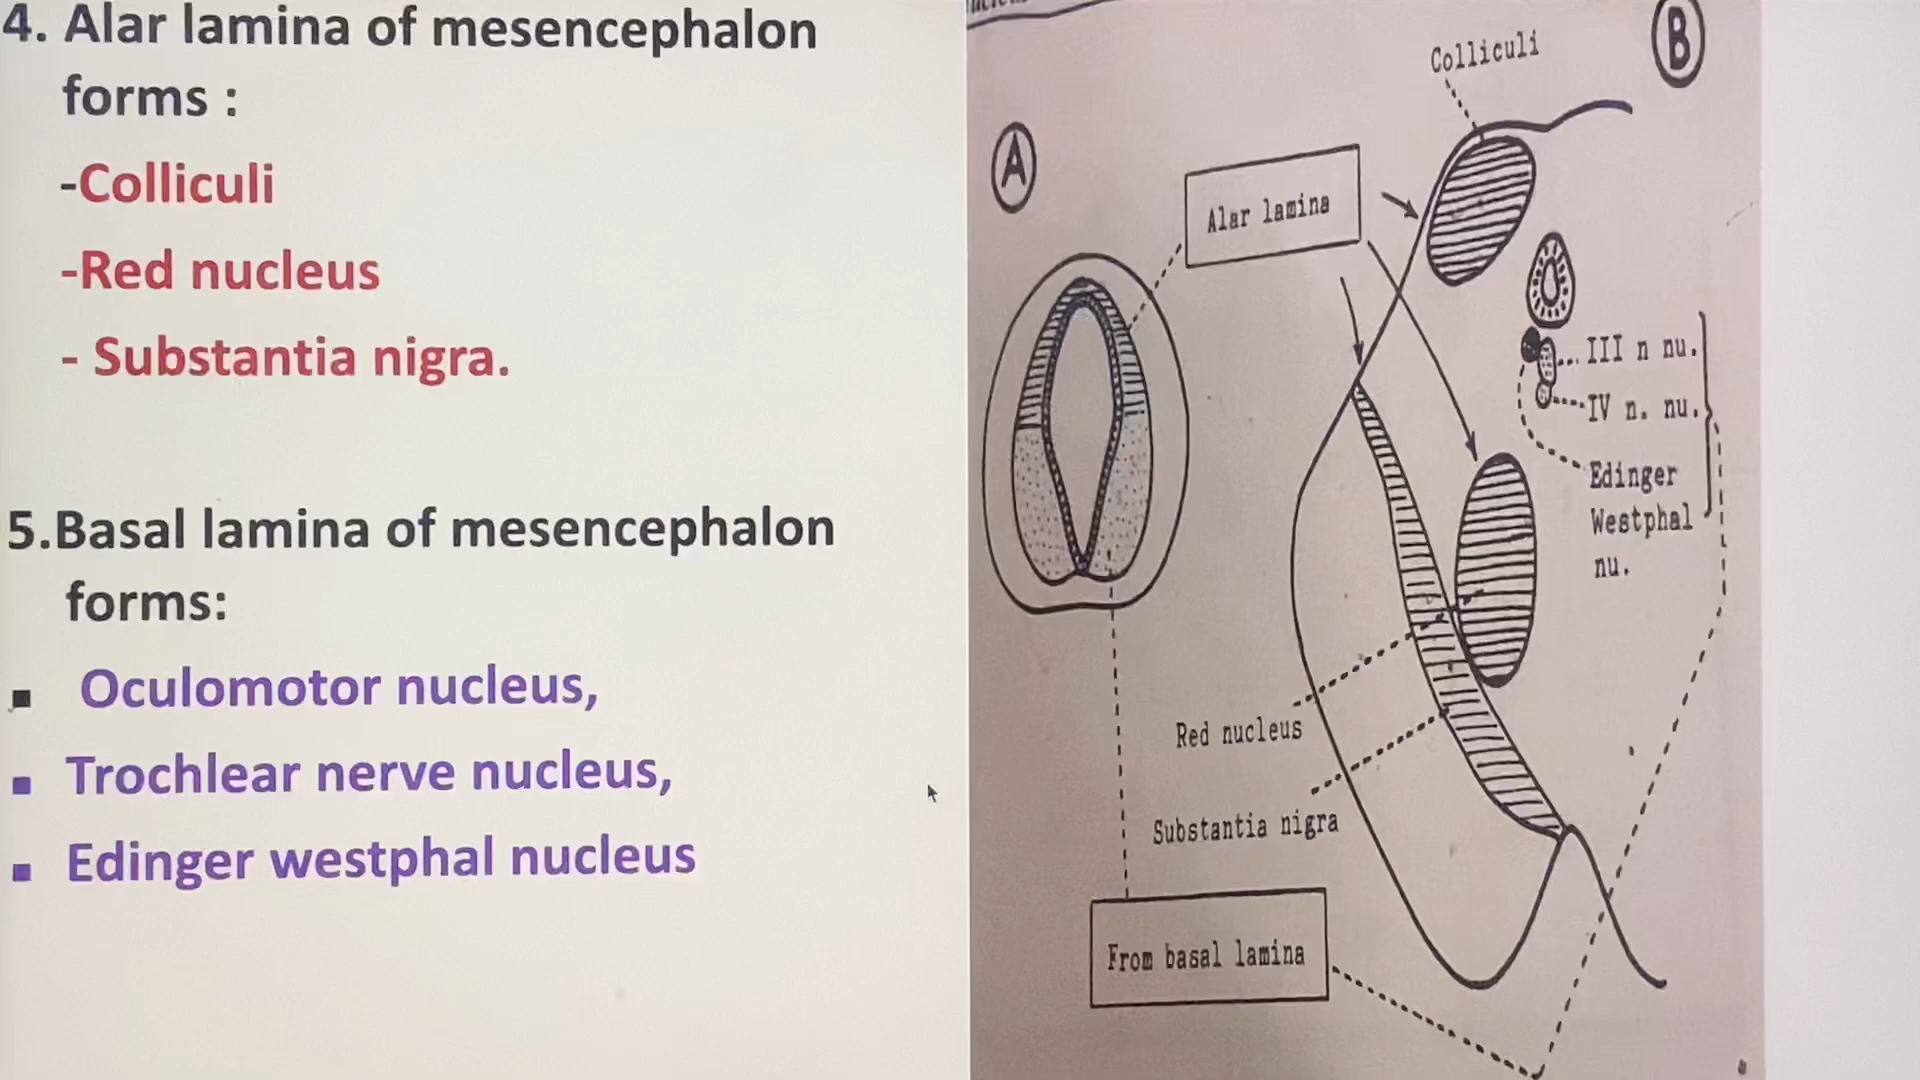 4. Alar lamina of mesencephalon
forms :
-Colliculi
-Red nucleus
- Substantia nigra.
5.Basal lamina of mesencephalon
forms:
▪ Oculomotor nucleus,
▪ Trochlear nerve nucleus,
▪ Edinger westphal nucleus
Colliculi
B
A
Alar lamina
III n nu.
IV n. nu.
Edinger
Westphal
nu.
Red nucleus
Substantia nigra
From basal lamina